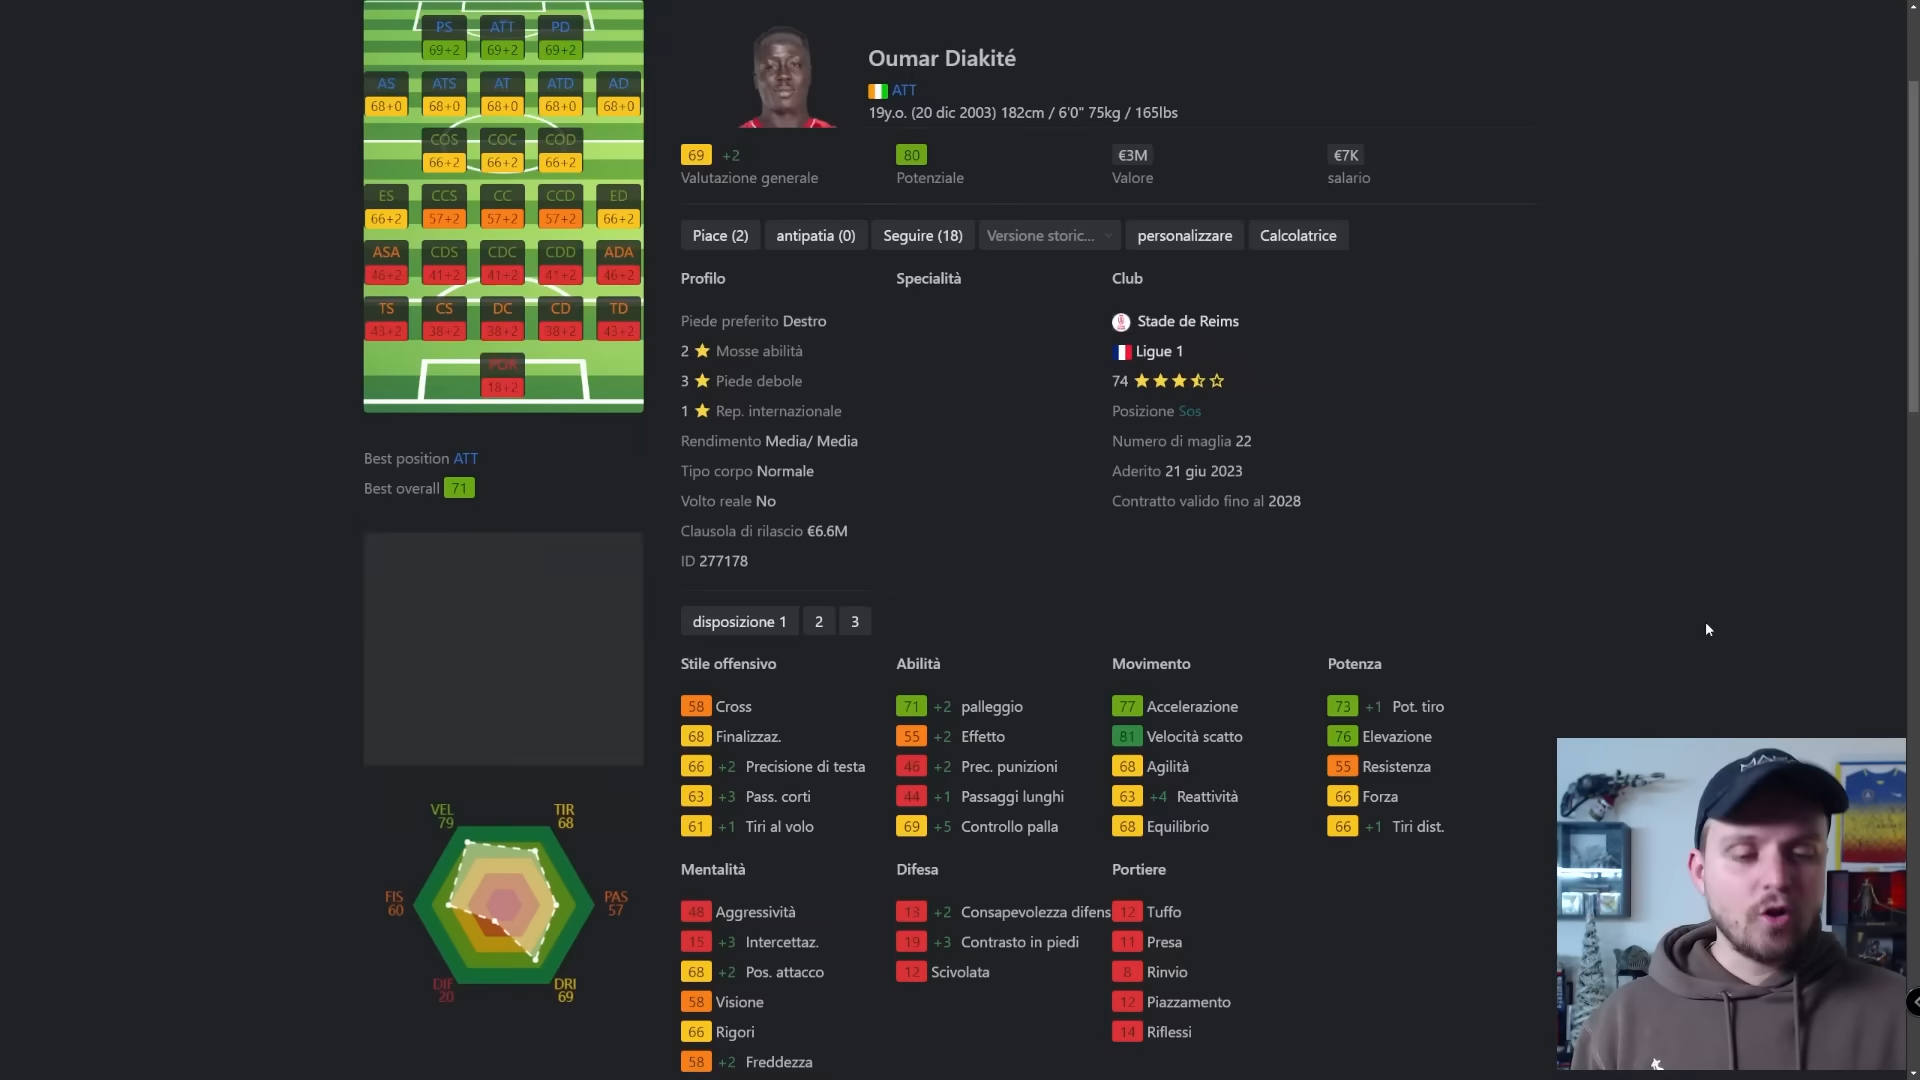 PS ATT PD
69+2 69+2 69+2
AS ATS AT ATD AD
68+0 68+0 68+0 68+0 68+0
COS COC COD
66+2 66+2 66+2
ES CCS CC CCD ED
66+2 57+2 57+2 57+2 66+2
ASA CDS CDC CDD ADA
46+2 41+2 41+2 41+2 46+2
TS CS DC CD TD
43+2 38+2 38+2 38+2 43+2
POR
18+2
Best position ATT
Best overall 71
VEL
79
TIR
68
FIS
60
PAS
57
DIF
20
DRI
69
Oumar Diakité
ATT
19y.o. (20 dic 2003) 182cm / 6'0" 75kg / 165lbs
69 +2
Valutazione generale
80
Potenziale
€3M
Valore
€7K
salario
Piace (2) antipatia (0) Seguire (18) Versione storic... personalizzare Calcolatrice
Profilo
Piede preferito Destro
2 Mosse abilità
3 Piede debole
1 Rep. internazionale
Rendimento Media/ Media
Tipo corpo Normale
Volto reale No
Clausola di rilascio €6.6M
ID 277178
Specialità
Club
Stade de Reims
Ligue 1
74
Posizione Sos
Numero di maglia 22
Aderito 21 giu 2023
Contratto valido fino al 2028
disposizione 1 2 3
Stile offensivo
58 Cross
68 Finalizzaz.
66 +2 Precisione di testa
63 +3 Pass. corti
61 +1 Tiri al volo
Abilità
71 +2 palleggio
55 +2 Effetto
46 +2 Prec. punizioni
44 +1 Passaggi lunghi
69 +5 Controllo palla
Movimento
77 Accelerazione
81 Velocità scatto
68 Agilità
63 +4 Reattività
68 Equilibrio
Potenza
73 +1 Pot. tiro
76 Elevazione
55 Resistenza
66 Forza
66 +1 Tiri dist.
Mentalità
48 Aggressività
15 +3 Intercettaz.
68 +2 Pos. attacco
58 Visione
66 Rigori
58 +2 Freddezza
Difesa
13 +2 Consapevolezza difens
19 +3 Contrasto in piedi
12 Scivolata
Portiere
12 Tuffo
11 Presa
8 Rinvio
12 Piazzamento
14 Riflessi